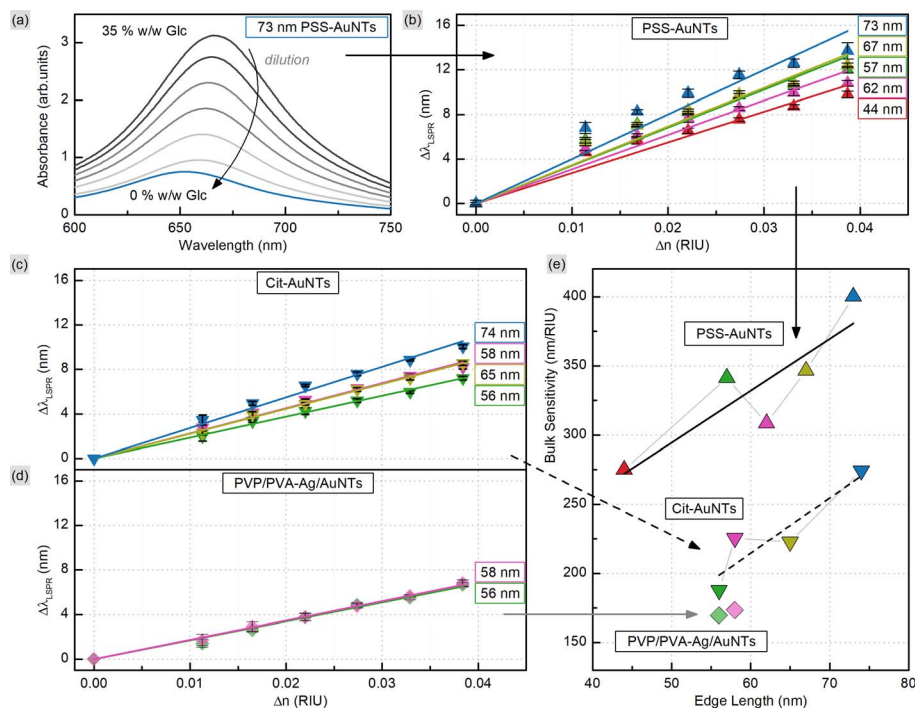 (a)
35 % w/w Glc
73 nm PSS-AuNTs
dilution
0 % w/w Glc
Absorbance (arb.units)
3
2
1
0
600
650
700
750
Wavelength (nm)
(b)
PSS-AuNTs
73 nm
67 nm
57 nm
62 nm
44 nm
Δλ_LSPR (nm)
16
12
8
4
0
0.00
0.01
0.02
0.03
0.04
Δn (RIU)
(c)
Cit-AuNTs
74 nm
58 nm
65 nm
56 nm
Δλ_LSPR (nm)
16
12
8
4
0
(d)
PVP/PVA-Ag/AuNTs
58 nm
56 nm
Δλ_LSPR (nm)
16
12
8
4
0
0.00
0.01
0.02
0.03
0.04
Δn (RIU)
(e)
PSS-AuNTs
Cit-AuNTs
PVP/PVA-Ag/AuNTs
Bulk Sensitivity (nm/RIU)
400
350
300
250
200
150
40
50
60
70
80
Edge Length (nm)